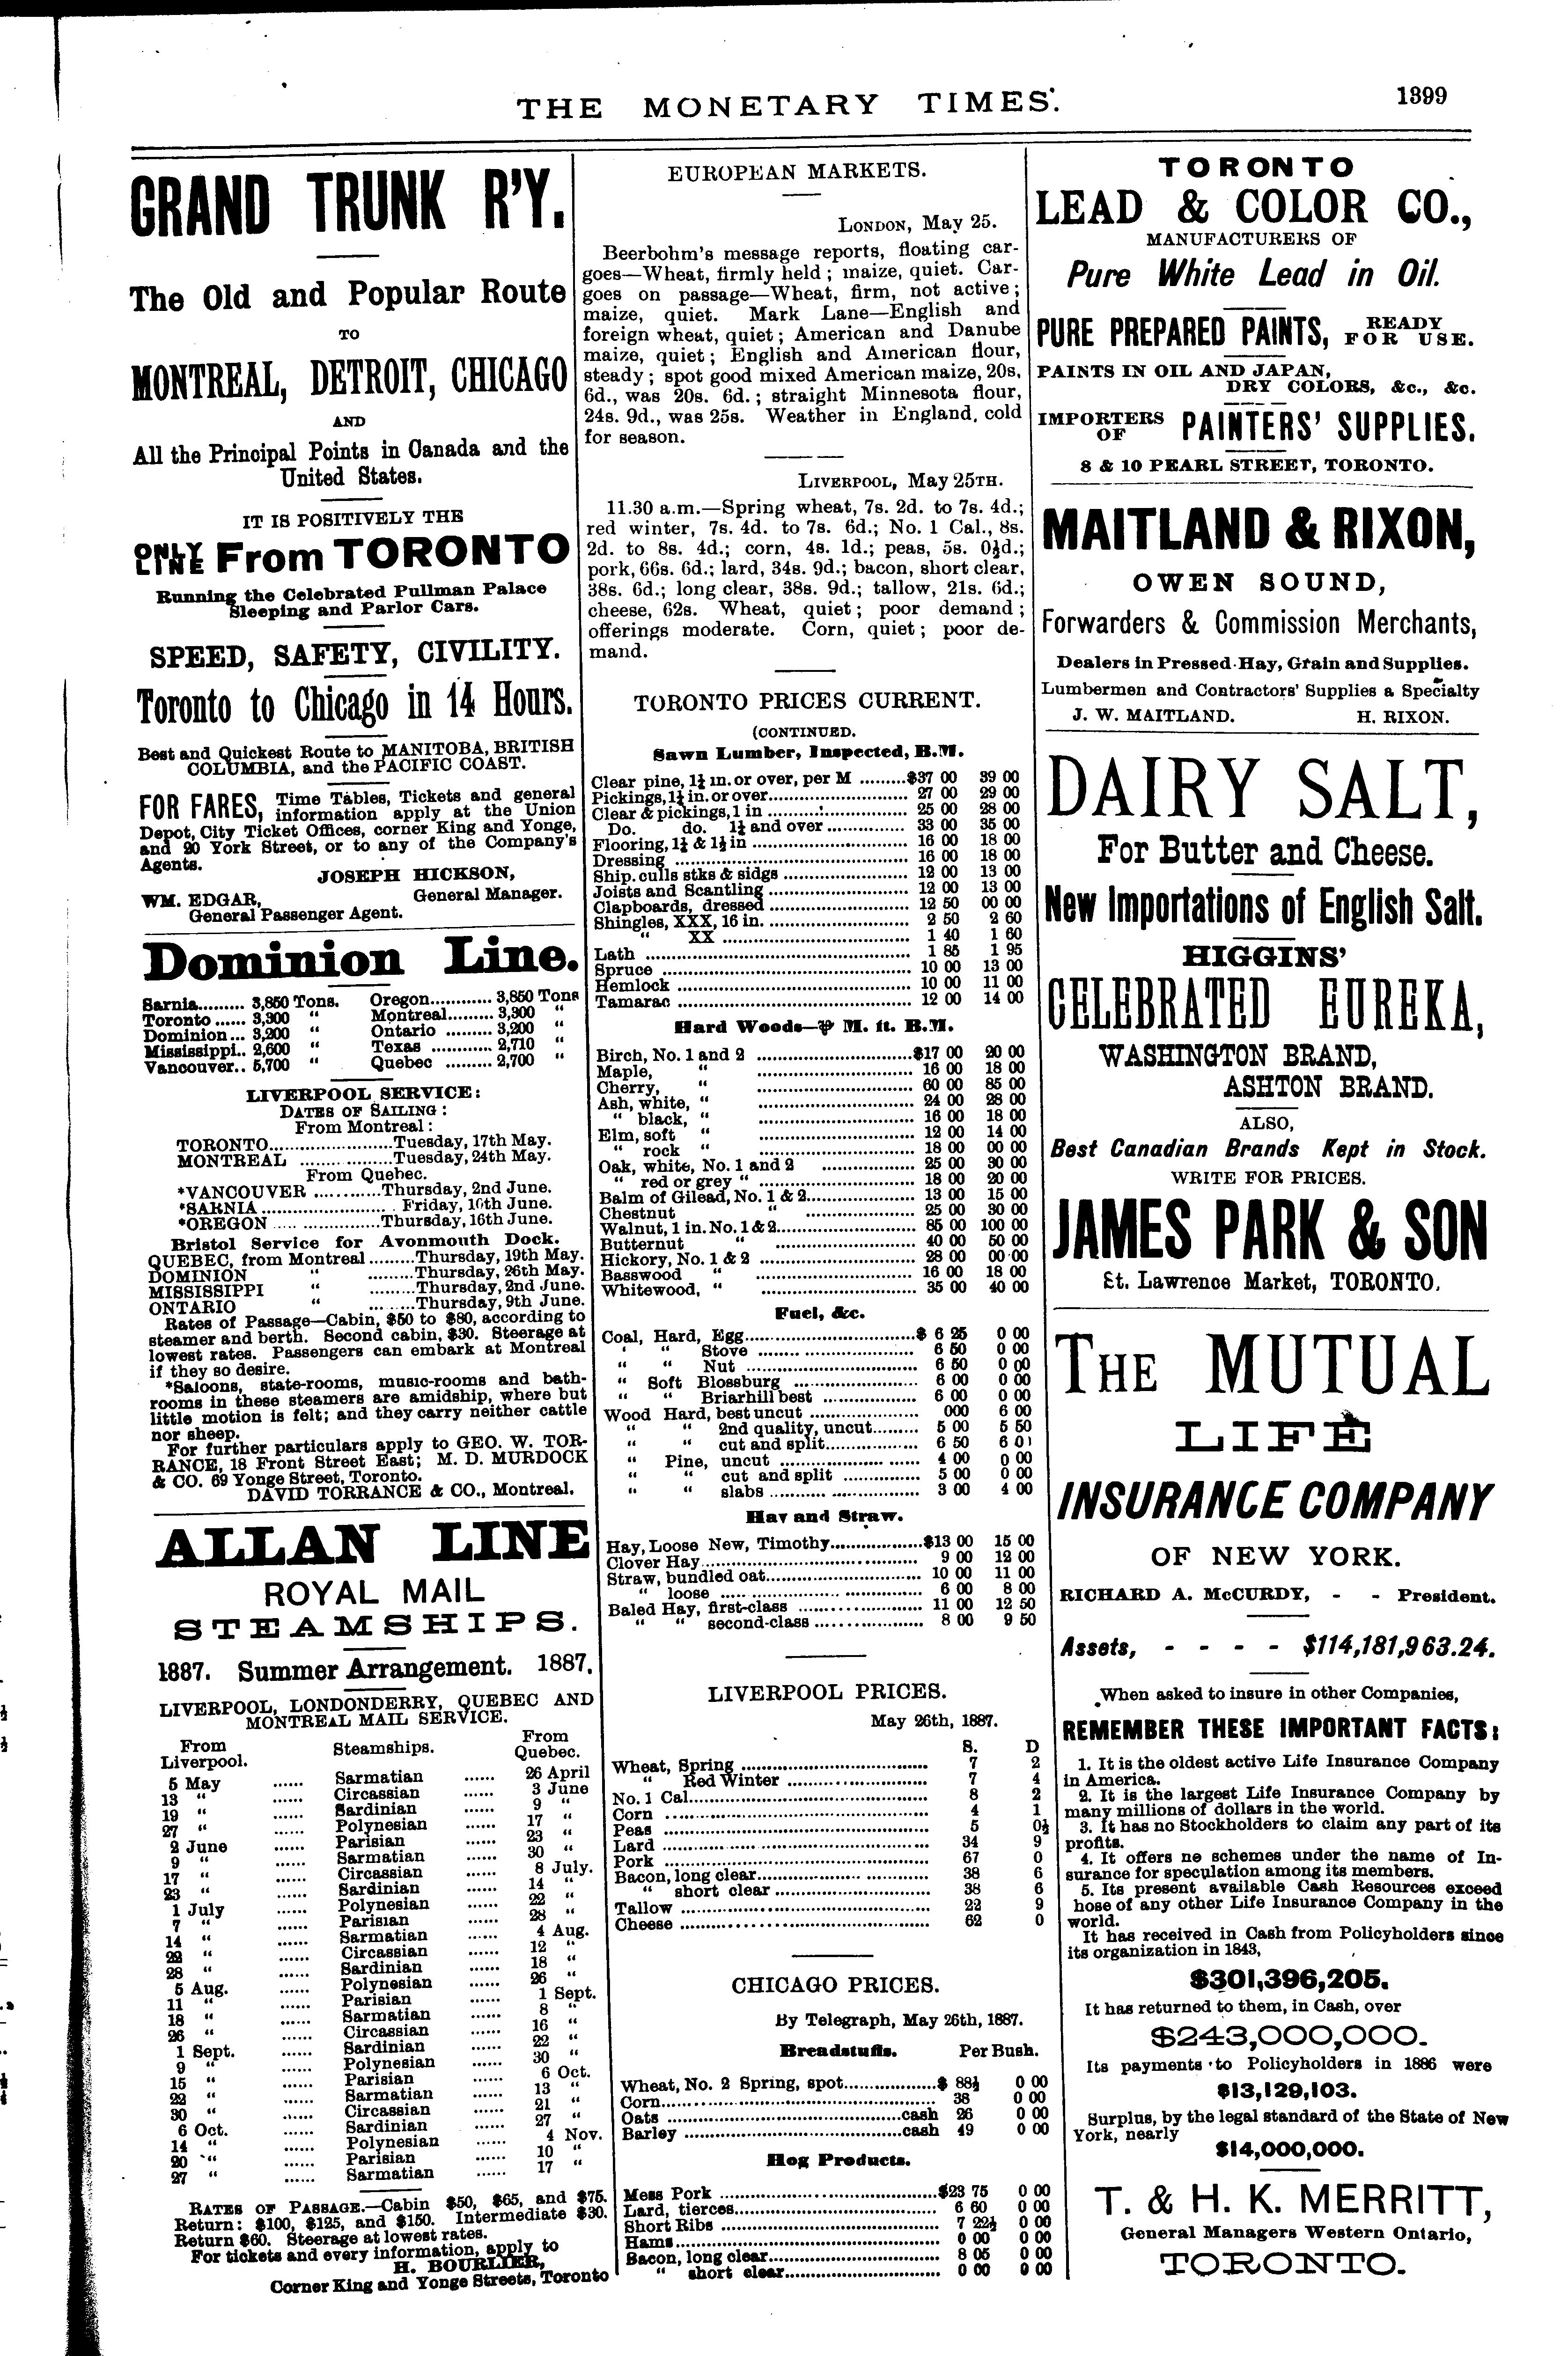 THE MONETARY TIMES.
1399
GRAND TRUNK R'Y.
The Old and Popular Route
TO
MONTREAL, DETROIT, CHICAGO
AND
All the Principal Points in Canada and the
United States.
IT IS POSITIVELY THE
ONLY LINE From TORONTO
Running the Celebrated Pullman Palace
Sleeping and Parlor Cars.
SPEED, SAFETY, CIVILITY.
Toronto to Chicago in 14 Hours.
Best and Quickest Route to MANITOBA, BRITISH
COLUMBIA, and the PACIFIC COAST.
FOR FARES, Time Tables, Tickets and general
information apply at the Union
Depot, City Ticket Offices, corner King and Yonge,
and 20 York Street, or to any of the Company's
Agents.
JOSEPH HICKSON,
WM. EDGAR, General Manager.
General Passenger Agent.
Dominion Line.
Sarnia......... 3,850 Tons. Oregon............ 3,850 Tons
Toronto ...... 3,300 " Montreal......... 3,300 "
Dominion ... 3,200 " Ontario ......... 3,200 "
Mississippi.. 2,600 " Texas ............ 2,710 "
Vancouver.. 5,700 " Quebec ......... 2,700 "
LIVERPOOL SERVICE:
DATES OF SAILING:
From Montreal:
TORONTO........................Tuesday, 17th May.
MONTREAL ..................Tuesday, 24th May.
From Quebec.
*VANCOUVER ............Thursday, 2nd June.
*SARNIA ........................ Friday, 10th June.
*OREGON ..................Thursday, 16th June.
Bristol Service for Avonmouth Dock.
QUEBEC, from Montreal .........Thursday, 19th May.
DOMINION " .........Thursday, 26th May.
MISSISSIPPI " .........Thursday, 2nd June.
ONTARIO " .........Thursday, 9th June.
Rates of Passage—Cabin, $50 to $80, according to
steamer and berth. Second cabin, $30. Steerage at
lowest rates. Passengers can embark at Montreal
if they so desire.
*Saloons, state-rooms, music-rooms and bath-
rooms in these steamers are amidship, where but
little motion is felt; and they carry neither cattle
nor sheep.
For further particulars apply to GEO. W. TOR-
RANCE, 18 Front Street East; M. D. MURDOCK
& CO. 69 Yonge Street, Toronto.
DAVID TORRANCE & CO., Montreal.
ALLAN LINE
ROYAL MAIL
STEAMSHIPS.
1887. Summer Arrangement. 1887.
LIVERPOOL, LONDONDERRY, QUEBEC AND
MONTREAL MAIL SERVICE.
From Liverpool. Steamships. From Quebec.
5 May ...... Sarmatian ...... 26 April
13 " ...... Circassian ...... 3 June
19 " ...... Sardinian ...... 9 "
27 " ...... Polynesian ...... 17 "
2 June ...... Parisian ...... 23 "
9 " ...... Sarmatian ...... 30 "
17 " ...... Circassian ...... 8 July.
23 " ...... Sardinian ...... 14 "
1 July ...... Polynesian ...... 22 "
7 " ...... Parisian ...... 28 "
14 " ...... Sarmatian ...... 4 Aug.
22 " ...... Circassian ...... 12 "
28 " ...... Sardinian ...... 18 "
5 Aug. ...... Polynesian ...... 26 "
11 " ...... Parisian ...... 1 Sept.
18 " ...... Sarmatian ...... 8 "
26 " ...... Circassian ...... 16 "
1 Sept. ...... Sardinian ...... 22 "
9 " ...... Polynesian ...... 30 "
15 " ...... Parisian ...... 6 Oct.
22 " ...... Sarmatian ...... 13 "
30 " ...... Circassian ...... 21 "
6 Oct. ...... Sardinian ...... 27 "
14 " ...... Polynesian ...... 4 Nov.
20 " ...... Parisian ...... 10 "
27 " ...... Sarmatian ...... 17 "
RATES OF PASSAGE.—Cabin $50, $65, and $75.
Return: $100, $125, and $150. Intermediate $30.
Return $60. Steerage at lowest rates.
For tickets and every information, apply to
H. BOURLIER,
Corner King and Yonge Streets, Toronto
EUROPEAN MARKETS.
LONDON, May 25.
Beerbohm's message reports, floating car-
goes—Wheat, firmly held; maize, quiet. Car-
goes on passage—Wheat, firm, not active;
maize, quiet. Mark Lane—English and
foreign wheat, quiet; American and Danube
maize, quiet; English and American flour,
steady; spot good mixed American maize, 20s.
6d., was 20s. 6d.; straight Minnesota flour,
24s. 9d., was 25s. Weather in England, cold
for season.
LIVERPOOL, May 25TH.
11.30 a.m.—Spring wheat, 7s. 2d. to 7s. 4d.;
red winter, 7s. 4d. to 7s. 6d.; No. 1 Cal., 8s.
2d. to 8s. 4d.; corn, 4s. 1d.; peas, 5s. 0½d.;
pork, 66s. 6d.; lard, 34s. 9d.; bacon, short clear,
38s. 6d.; long clear, 38s. 9d.; tallow, 21s. 6d.;
cheese, 62s. Wheat, quiet; poor demand;
offerings moderate. Corn, quiet; poor de-
mand.
TORONTO PRICES CURRENT.
(CONTINUED.
Sawn Lumber, Inspected, B.M.
Clear pine, 1¼ in. or over, per M .........$37 00 39 00
Pickings, 1¼ in. or over............ 27 00 29 00
Clear & pickings, 1 in ............ 25 00 28 00
Do. do. 1¼ and over ............ 33 00 35 00
Flooring, 1¼ & 1½ in ............ 16 00 18 00
Dressing ............ 16 00 18 00
Ship. culls stks & sidgs ............ 12 00 13 00
Joists and Scantling ............ 12 00 13 00
Clapboards, dressed ............ 12 50 00 00
Shingles, XXX, 16 in. ............ 2 50 2 60
" XX ............ 1 40 1 60
Lath ............ 1 85 1 95
Spruce ............ 10 00 13 00
Hemlock ............ 10 00 11 00
Tamarac ............ 12 00 14 00
Hard Woods—℔ M. ft. B.M.
Birch, No. 1 and 2 ............$17 00 20 00
Maple, " ............ 16 00 18 00
Cherry, " ............ 60 00 85 00
Ash, white, " ............ 24 00 28 00
" black, " ............ 16 00 18 00
Elm, soft " ............ 12 00 14 00
" rock " ............ 18 00 00 00
Oak, white, No. 1 and 2 ............ 25 00 30 00
" red or grey " ............ 18 00 20 00
Balm of Gilead, No. 1 & 2............ 13 00 15 00
Chestnut " ............ 25 00 30 00
Walnut, 1 in. No. 1 & 2............ 85 00 100 00
Butternut " ............ 40 00 50 00
Hickory, No. 1 & 2 ............ 28 00 00 00
Basswood " ............ 16 00 18 00
Whitewood, " ............ 35 00 40 00
Fuel, &c.
Coal, Hard, Egg............$ 6 25 0 00
" " Stove ............ 6 50 0 00
" " Nut ............ 6 50 0 00
" Soft Blossburg ............ 6 00 0 00
" " Briarhill best ............ 6 00 0 00
Wood Hard, best uncut ............ 000 6 00
" " 2nd quality, uncut......... 5 00 5 50
" " cut and split............ 6 50 6 0
" Pine, uncut ............ 4 00 0 00
" " cut and split ............ 5 00 0 00
" " slabs ............ 3 00 4 00
Hay and Straw.
Hay, Loose New, Timothy............$13 00 15 00
Clover Hay............ 9 00 12 00
Straw, bundled oat............ 10 00 11 00
" loose ............ 6 00 8 00
Baled Hay, first-class ............ 11 00 12 50
" " second-class ............ 8 00 9 50
LIVERPOOL PRICES.
May 26th, 1887.
S. D
Wheat, Spring ............ 7 2
" Red Winter ............ 7 4
No. 1 Cal............ 8 2
Corn ............ 4 1
Peas ............ 5 0½
Lard ............ 34 9
Pork ............ 67 0
Bacon, long clear............ 38 6
" short clear ............ 38 6
Tallow ............ 22 9
Cheese ............ 62 0
CHICAGO PRICES.
By Telegraph, May 26th, 1887.
Breadstuffs. Per Bush.
Wheat, No. 2 Spring, spot............$ 88½ 0 00
Corn............ 38 0 00
Oats ............cash 26 0 00
Barley ............cash 49 0 00
Hog Products.
Mess Pork ............$23 75 0 00
Lard, tierces............ 6 60 0 00
Short Ribs ............ 7 22½ 0 00
Hams............ 0 00 0 00
Bacon, long clear............ 8 05 0 00
" short clear............ 0 00 0 00
TORONTO
LEAD & COLOR CO.,
MANUFACTURERS OF
Pure White Lead in Oil.
PURE PREPARED PAINTS, READY FOR USE.
PAINTS IN OIL AND JAPAN,
DRY COLORS, &c., &c.
IMPORTERS OF PAINTERS' SUPPLIES.
8 & 10 PEARL STREET, TORONTO.
MAITLAND & RIXON,
OWEN SOUND,
Forwarders & Commission Merchants,
Dealers in Pressed Hay, Grain and Supplies.
Lumbermen and Contractors' Supplies a Specialty
J. W. MAITLAND. H. RIXON.
DAIRY SALT,
For Butter and Cheese.
New Importations of English Salt.
HIGGINS'
CELEBRATED EUREKA,
WASHINGTON BRAND,
ASHTON BRAND.
ALSO,
Best Canadian Brands Kept in Stock.
WRITE FOR PRICES.
JAMES PARK & SON
St. Lawrence Market, TORONTO.
THE MUTUAL
LIFE
INSURANCE COMPANY
OF NEW YORK.
RICHARD A. McCURDY, - - President.
Assets, - - - - $114,181,963.24.
When asked to insure in other Companies,
REMEMBER THESE IMPORTANT FACTS:
1. It is the oldest active Life Insurance Company
in America.
2. It is the largest Life Insurance Company by
many millions of dollars in the world.
3. It has no Stockholders to claim any part of its
profits.
4. It offers ne schemes under the name of In-
surance for speculation among its members.
5. Its present available Cash Resources exceed
hose of any other Life Insurance Company in the
world.
It has received in Cash from Policyholders since
its organization in 1843,
$301,396,205.
It has returned to them, in Cash, over
$243,000,000.
Its payments to Policyholders in 1886 were
$13,129,103.
Surplus, by the legal standard of the State of New
York, nearly
$14,000,000.
T. & H. K. MERRITT,
General Managers Western Ontario,
TORONTO.